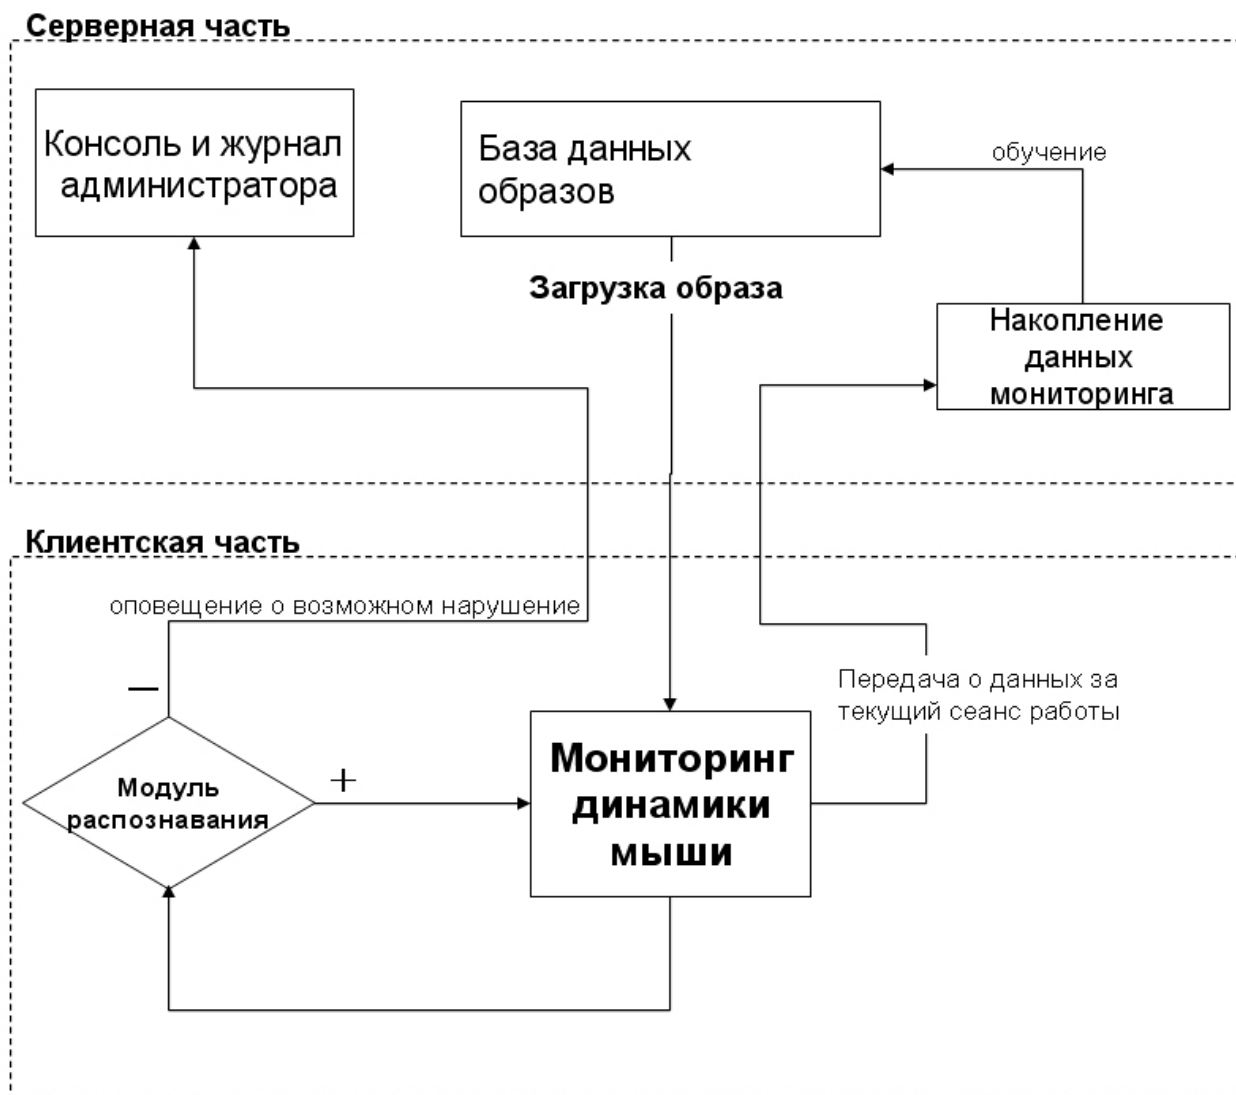 Серверная часть
Консоль и журнал
администратора
База данных
образов
обучение
Загрузка образа
Накопление
данных
мониторинга
Клиентская часть
оповещение о возможном нарушение
—
Передача о данных за
текущий сеанс работы
Модуль
распознавания
+
Мониторинг
динамики
мыши